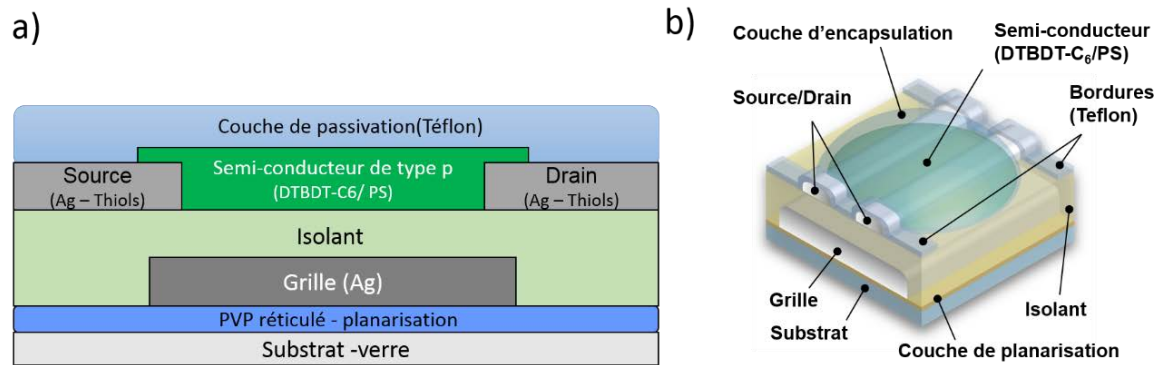 a)
Couche de passivation(Téflon)
Source
(Ag – Thiols)
Semi-conducteur de type p
(DTBDT-C6/ PS)
Drain
(Ag – Thiols)
Isolant
Grille (Ag)
PVP réticulé - planarisation
Substrat -verre
b)
Couche d'encapsulation
Semi-conducteur
(DTBDT-C₆/PS)
Source/Drain
Bordures
(Teflon)
Grille
Substrat
Isolant
Couche de planarisation